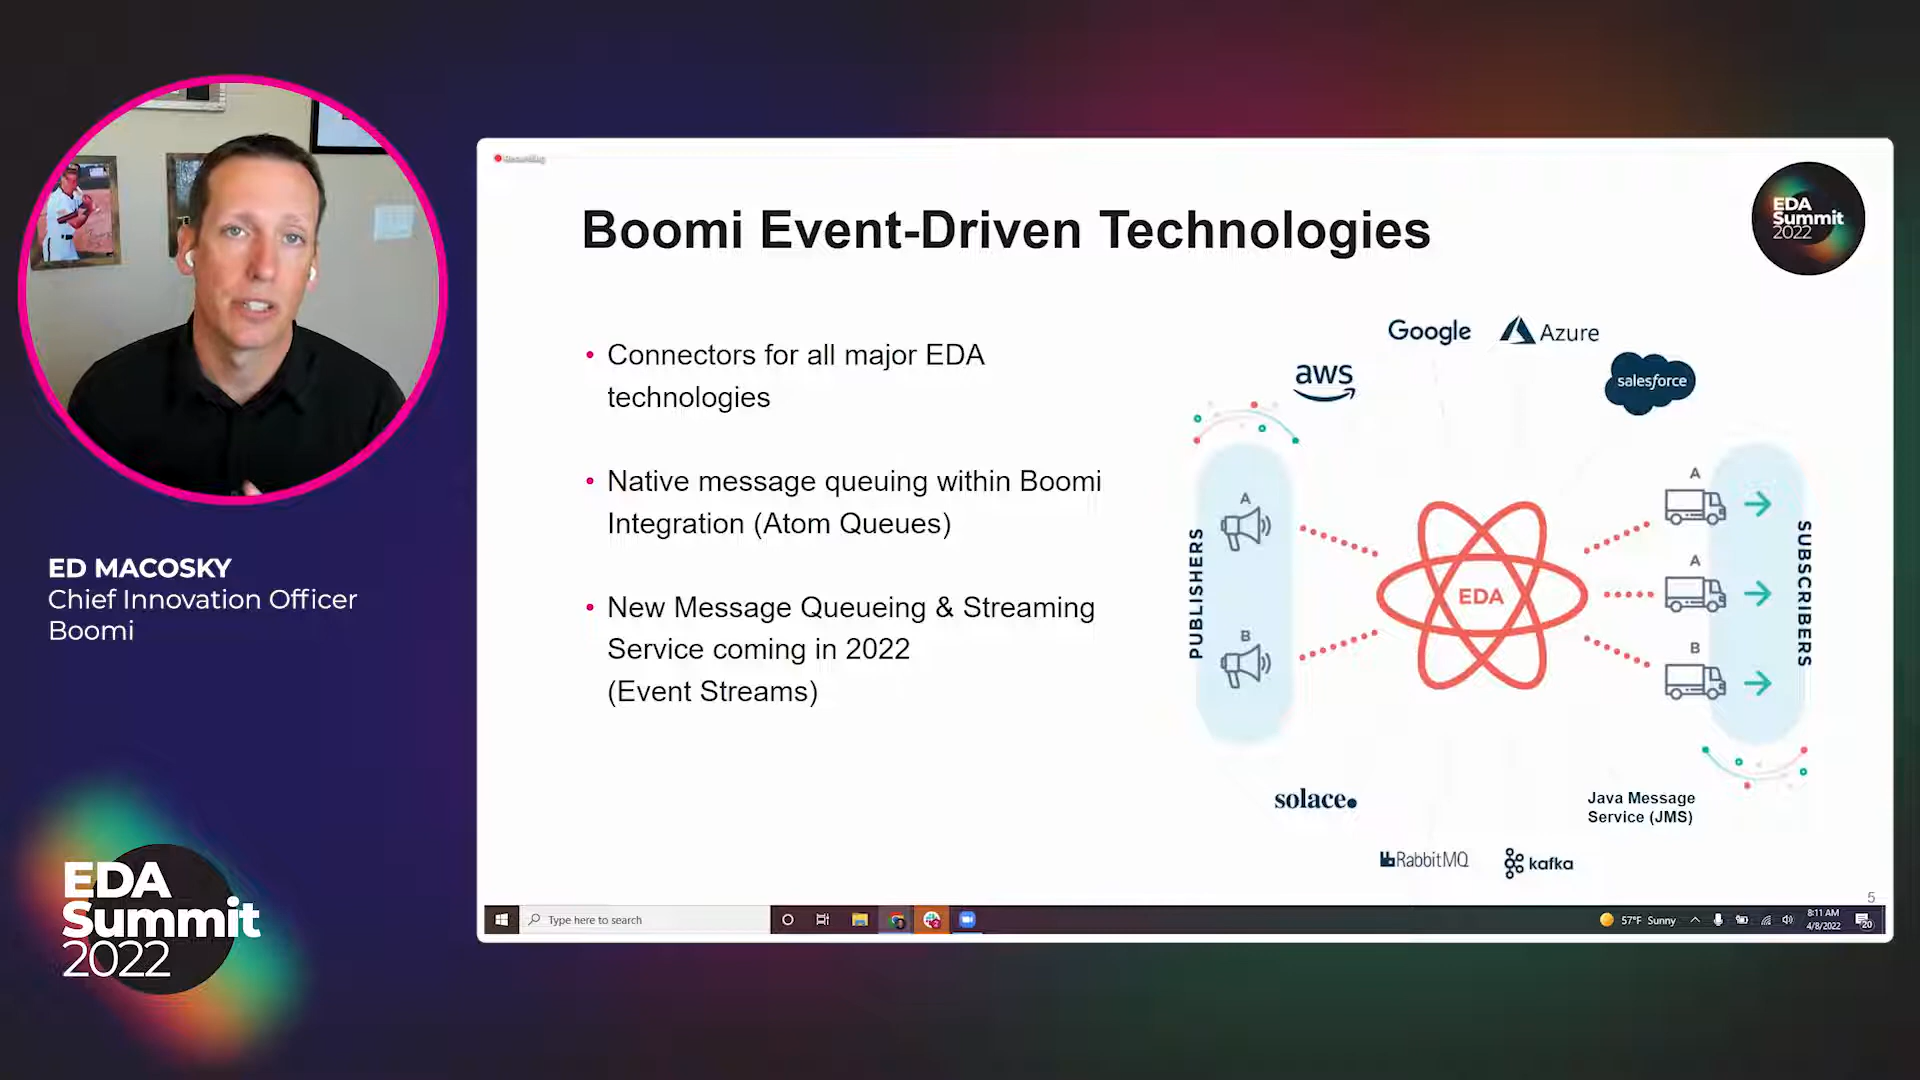 Recording
EDA
Summit
2022
Boomi Event-Driven Technologies
• Connectors for all major EDA
technologies
• Native message queuing within Boomi
Integration (Atom Queues)
• New Message Queueing & Streaming
Service coming in 2022
(Event Streams)
Google
Azure
aws
salesforce
PUBLISHERS
A
B
EDA
A
A
B
SUBSCRIBERS
solace.
Java Message
Service (JMS)
RabbitMQ
kafka
5
Type here to search
57°F Sunny
8:11 AM
4/8/2022
20
ED MACOSKY
Chief Innovation Officer
Boomi
EDA
Summit
2022